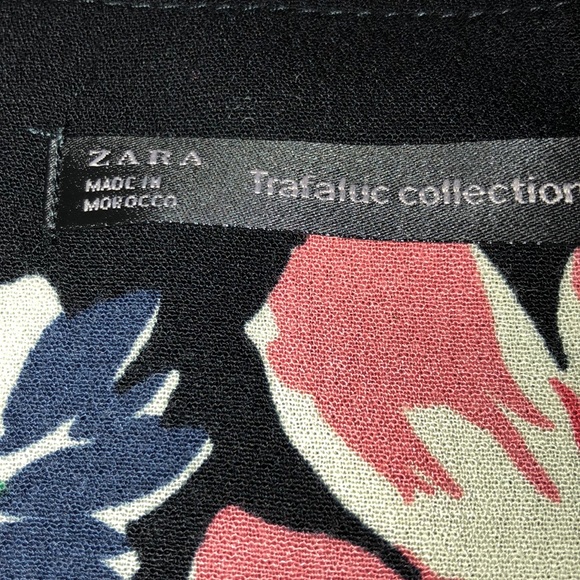 ZARA
MADE IN
MOROCCO
Trafaluc collection